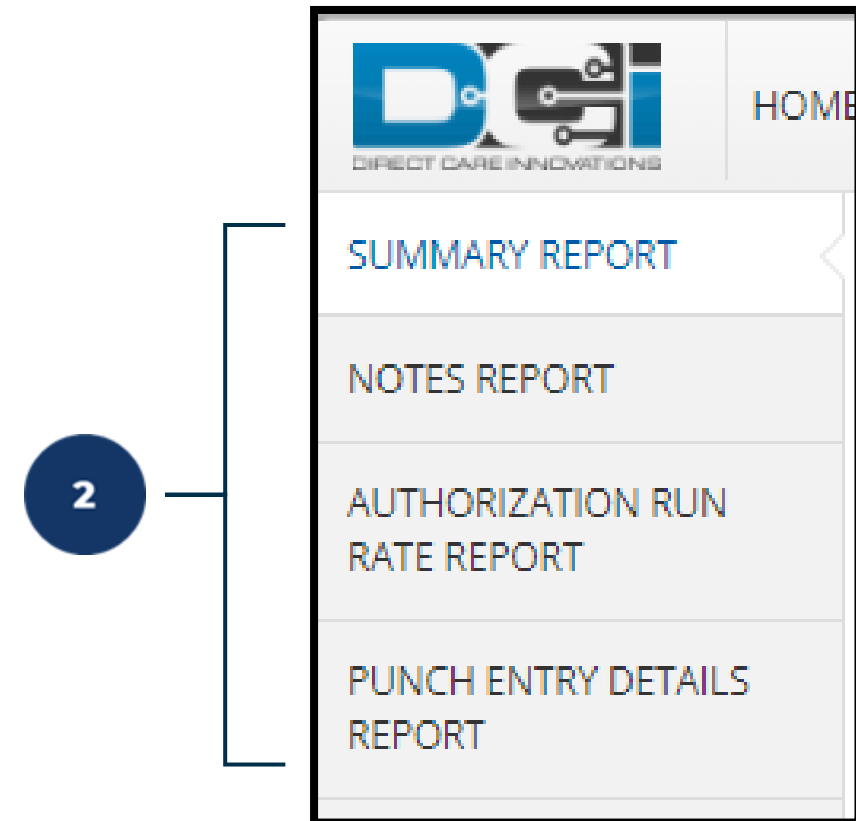 DCi
DIRECT CARE INNOVATIONS
HOME
SUMMARY REPORT
NOTES REPORT
2
AUTHORIZATION RUN
RATE REPORT
PUNCH ENTRY DETAILS
REPORT